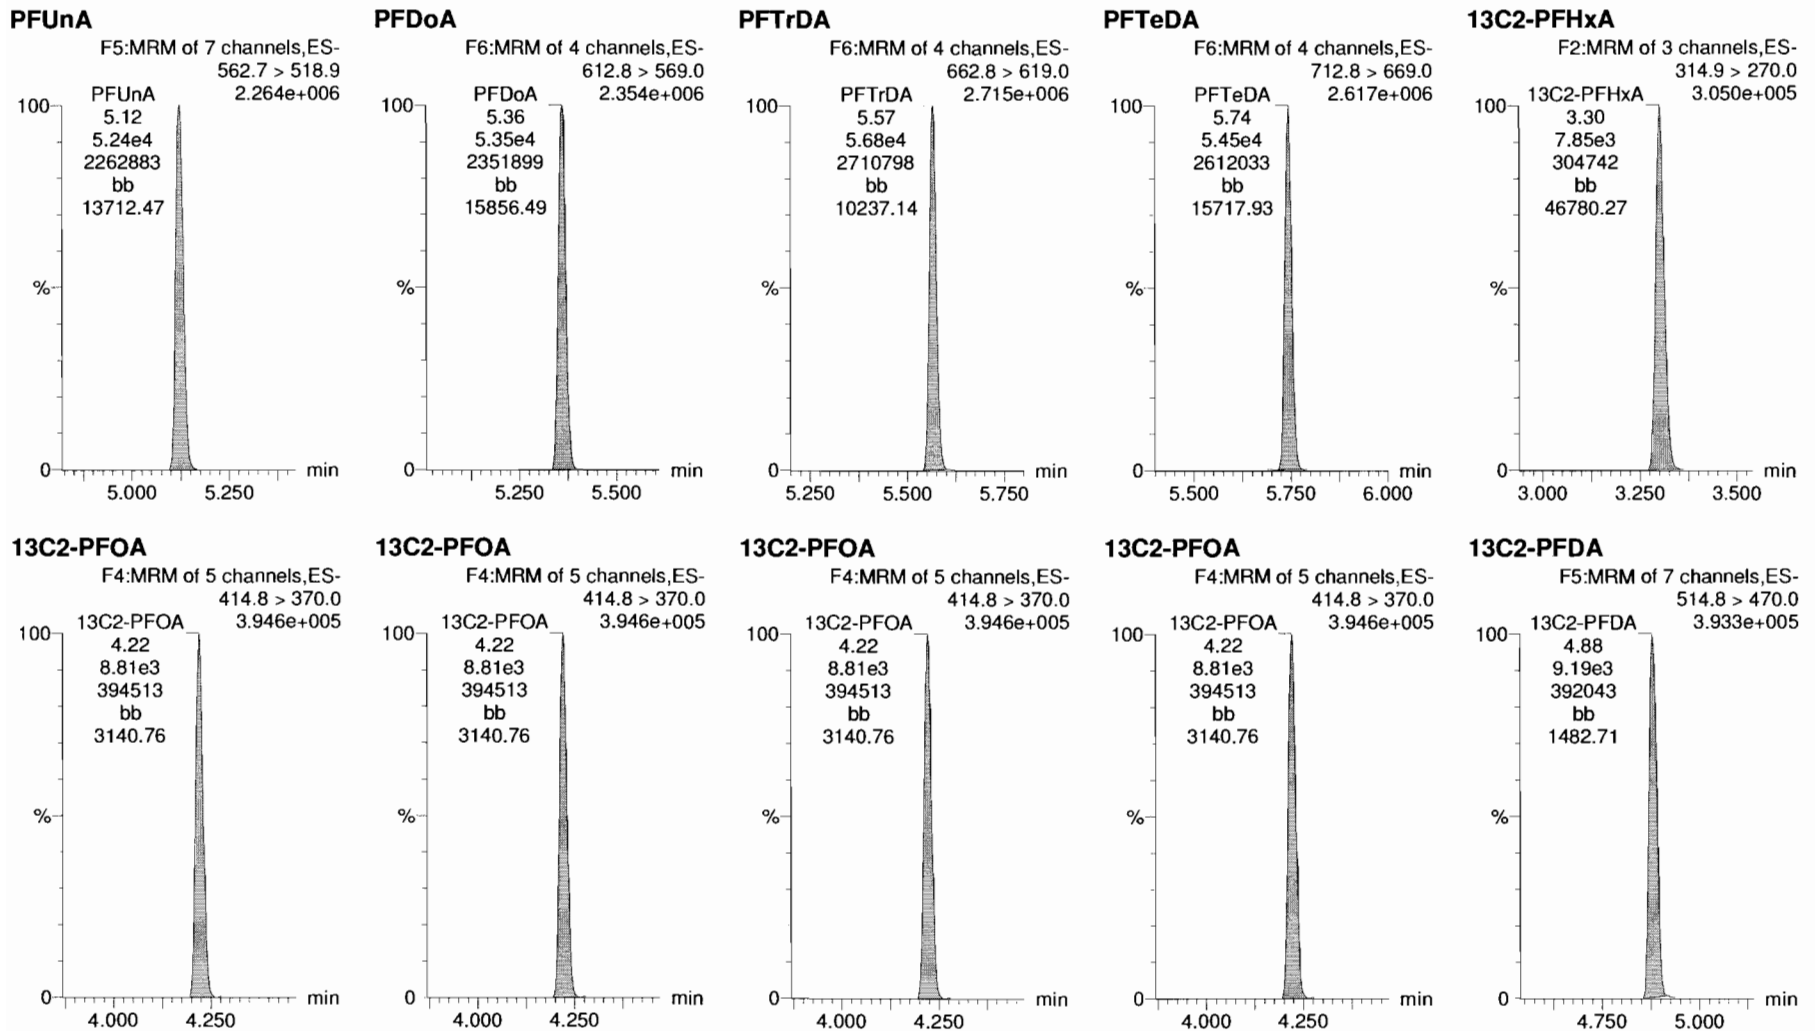 PFUnA
F5:MRM of 7 channels,ES-
562.7 > 518.9
2.264e+006
PFUnA
5.12
5.24e4
2262883
bb
13712.47
100
%
0
5.000 5.250
min
PFDoA
F6:MRM of 4 channels,ES-
612.8 > 569.0
2.354e+006
PFDoA
5.36
5.35e4
2351899
bb
15856.49
100
%
0
5.250 5.500
min
PFTrDA
F6:MRM of 4 channels,ES-
662.8 > 619.0
2.715e+006
PFTrDA
5.57
5.68e4
2710798
bb
10237.14
100
%
0
5.250 5.500 5.750
min
PFTeDA
F6:MRM of 4 channels,ES-
712.8 > 669.0
2.617e+006
PFTeDA
5.74
5.45e4
2612033
bb
15717.93
100
%
0
5.500 5.750 6.000
min
13C2-PFHxA
F2:MRM of 3 channels,ES-
314.9 > 270.0
3.050e+005
13C2-PFHxA
3.30
7.85e3
304742
bb
46780.27
100
%
0
3.000 3.250 3.500
min
13C2-PFOA
F4:MRM of 5 channels,ES-
414.8 > 370.0
3.946e+005
13C2-PFOA
4.22
8.81e3
394513
bb
3140.76
100
%
0
4.000 4.250
min
13C2-PFOA
F4:MRM of 5 channels,ES-
414.8 > 370.0
3.946e+005
13C2-PFOA
4.22
8.81e3
394513
bb
3140.76
100
%
0
4.000 4.250
min
13C2-PFOA
F4:MRM of 5 channels,ES-
414.8 > 370.0
3.946e+005
13C2-PFOA
4.22
8.81e3
394513
bb
3140.76
100
%
0
4.000 4.250
min
13C2-PFOA
F4:MRM of 5 channels,ES-
414.8 > 370.0
3.946e+005
13C2-PFOA
4.22
8.81e3
394513
bb
3140.76
100
%
0
4.000 4.250
min
13C2-PFDA
F5:MRM of 7 channels,ES-
514.8 > 470.0
3.933e+005
13C2-PFDA
4.88
9.19e3
392043
bb
1482.71
100
%
0
4.750 5.000
min